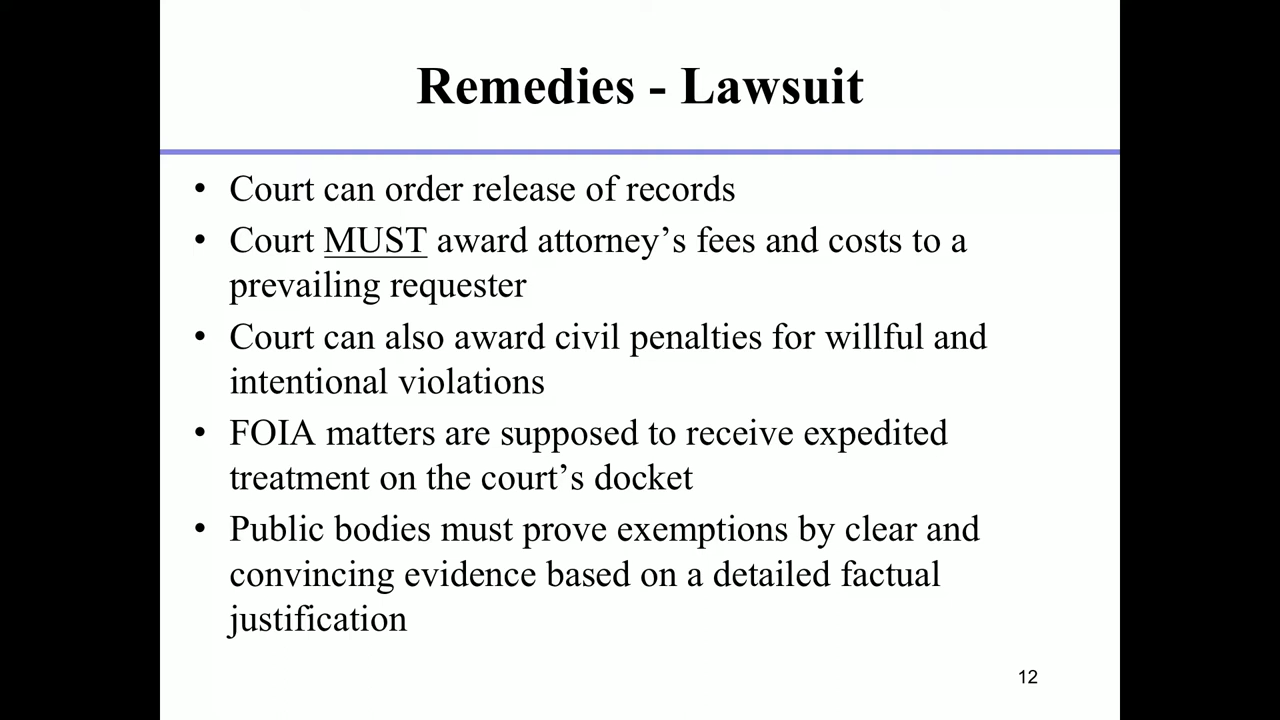 Remedies - Lawsuit
• Court can order release of records
• Court MUST award attorney’s fees and costs to a
prevailing requester
• Court can also award civil penalties for willful and
intentional violations
• FOIA matters are supposed to receive expedited
treatment on the court’s docket
• Public bodies must prove exemptions by clear and
convincing evidence based on a detailed factual
justification
12